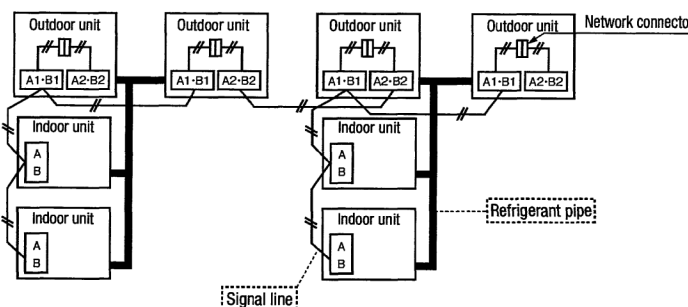 Outdoor unit
Outdoor unit
Outdoor unit
Outdoor unit
Network connecto
A1·B1
A2·B2
A1·B1
A2·B2
A1·B1
A2·B2
A1·B1
A2·B2
Indoor unit
A
B
Indoor unit
A
B
Indoor unit
A
B
Indoor unit
A
B
Refrigerant pipe
Signal line